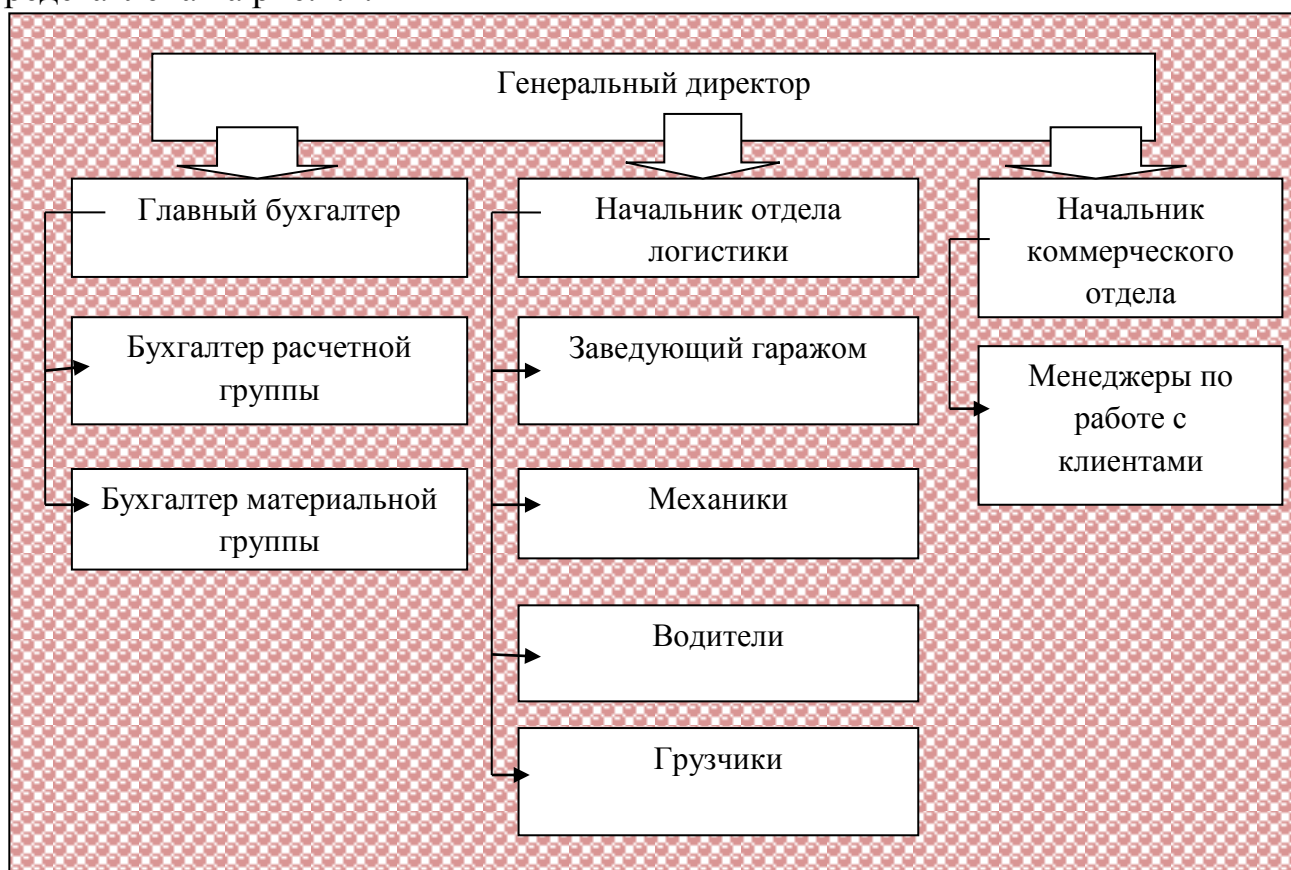 Генеральный директор
Главный бухгалтер
Бухгалтер расчетной
группы
Бухгалтер материальной
группы
Начальник отдела
логистики
Заведующий гаражом
Механики
Водители
Грузчики
Начальник
коммерческого
отдела
Менеджеры по
работе с
клиентами